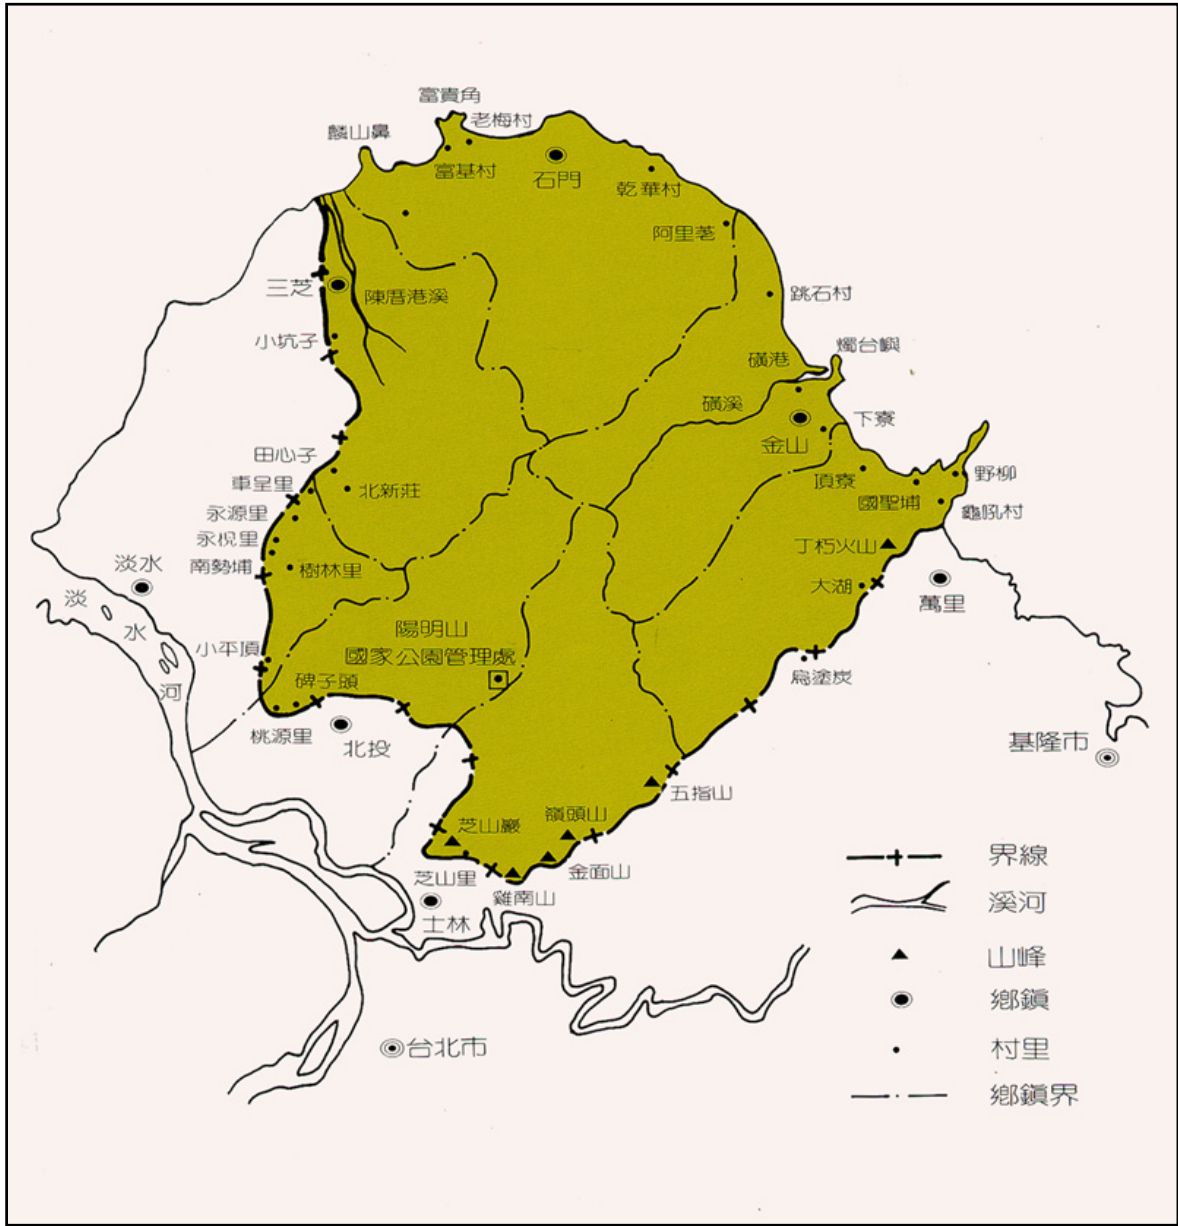 富貴角
老梅村
麟山鼻
富基村
石門
乾華村
阿里荖
三芝
陳厝港溪
跳石村
小坑子
燭台嶼
磺港
磺溪
下寮
金山
田心子
車埕里
北新莊
頂寮
野柳
國聖埔
龜吼村
永源里
永棿里
丁朽火山
淡水
南勢埔
樹林里
大湖
萬里
淡
水
河
陽明山
國家公園管理處
小平頂
碑子頭
烏塗炭
桃源里
北投
基隆市
五指山
嶺頭山
芝山巖
金面山
芝山里
雞南山
士林
台北市
界線
溪河
山峰
鄉鎮
村里
鄉鎮界